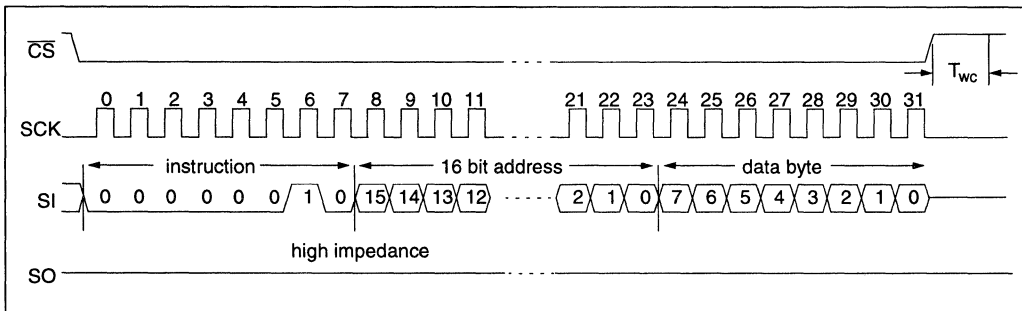 CS
T WC
0 1 2 3 4 5 6 7 8 9 10 11 21 22 23 24 25 26 27 28 29 30 31
SCK
instruction 16 bit address data byte
SI 0 0 0 0 0 0 1 0 15 14 13 12 2 1 0 7 6 5 4 3 2 1 0
high impedance
SO